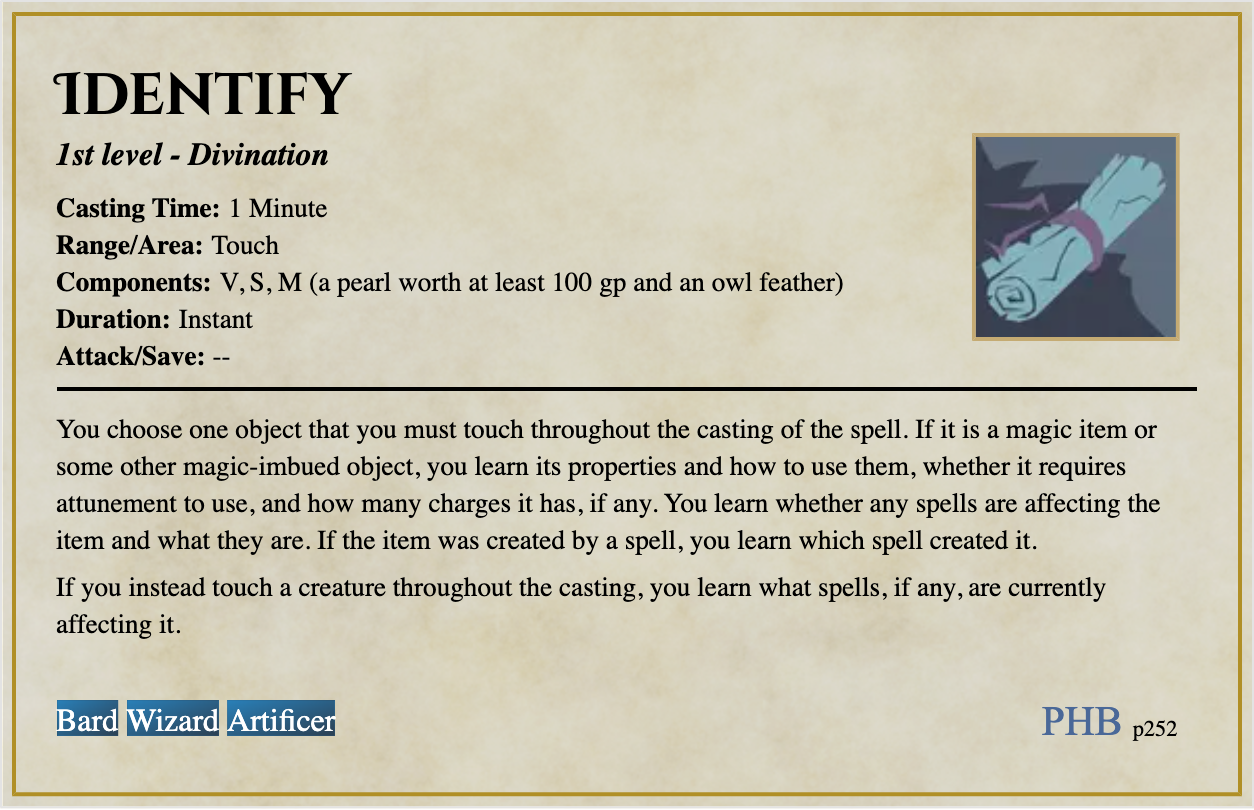 Identify
1st level - Divination
Casting Time: 1 Minute
Range/Area: Touch
Components: V, S, M (a pearl worth at least 100 gp and an owl feather)
Duration: Instant
Attack/Save: --
You choose one object that you must touch throughout the casting of the spell. If it is a magic item or
some other magic-imbued object, you learn its properties and how to use them, whether it requires
attunement to use, and how many charges it has, if any. You learn whether any spells are affecting the
item and what they are. If the item was created by a spell, you learn which spell created it.
If you instead touch a creature throughout the casting, you learn what spells, if any, are currently
affecting it.
Bard Wizard Artificer
PHB p252